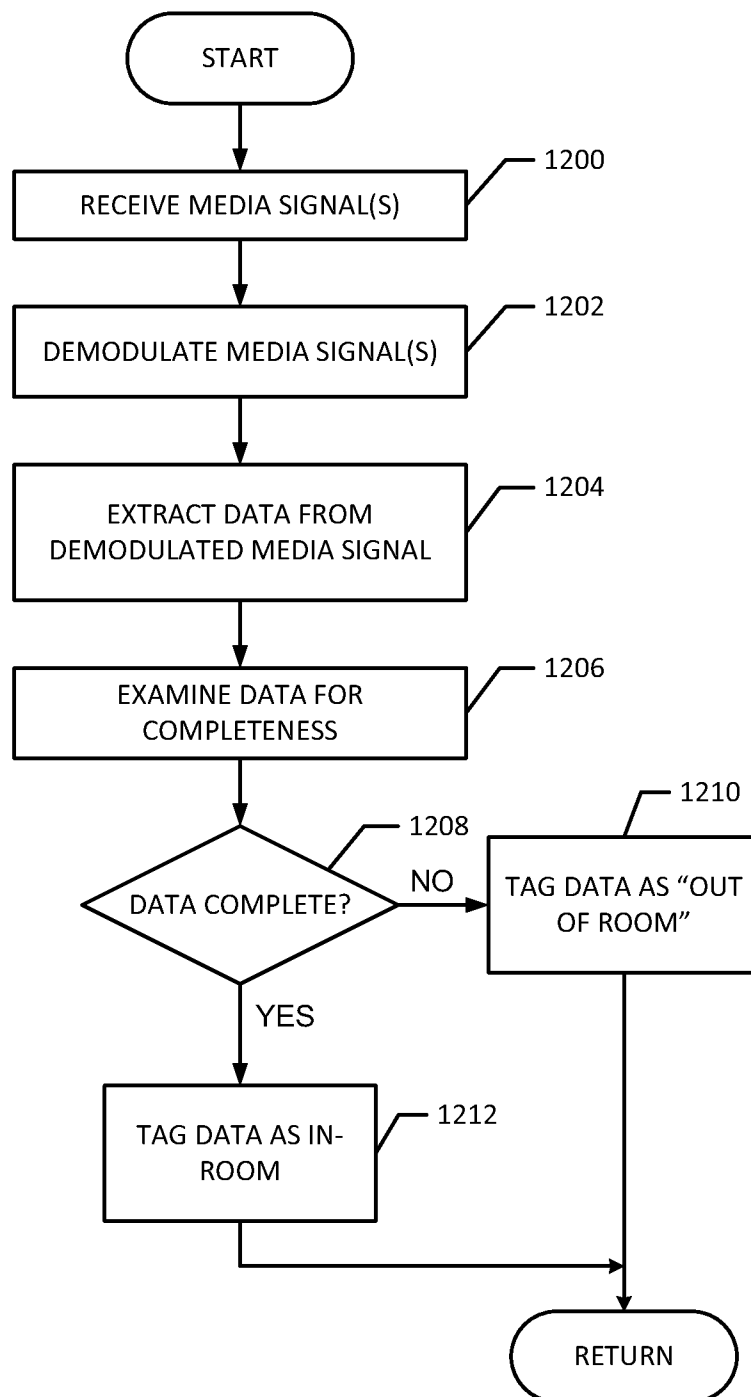 START
1200
RECEIVE MEDIA SIGNAL(S)
1202
DEMODULATE MEDIA SIGNAL(S)
1204
EXTRACT DATA FROM
DEMODULATED MEDIA SIGNAL
1206
EXAMINE DATA FOR
COMPLETENESS
1208
DATA COMPLETE?
NO
1210
TAG DATA AS “OUT
OF ROOM”
YES
1212
TAG DATA AS IN-
ROOM
RETURN